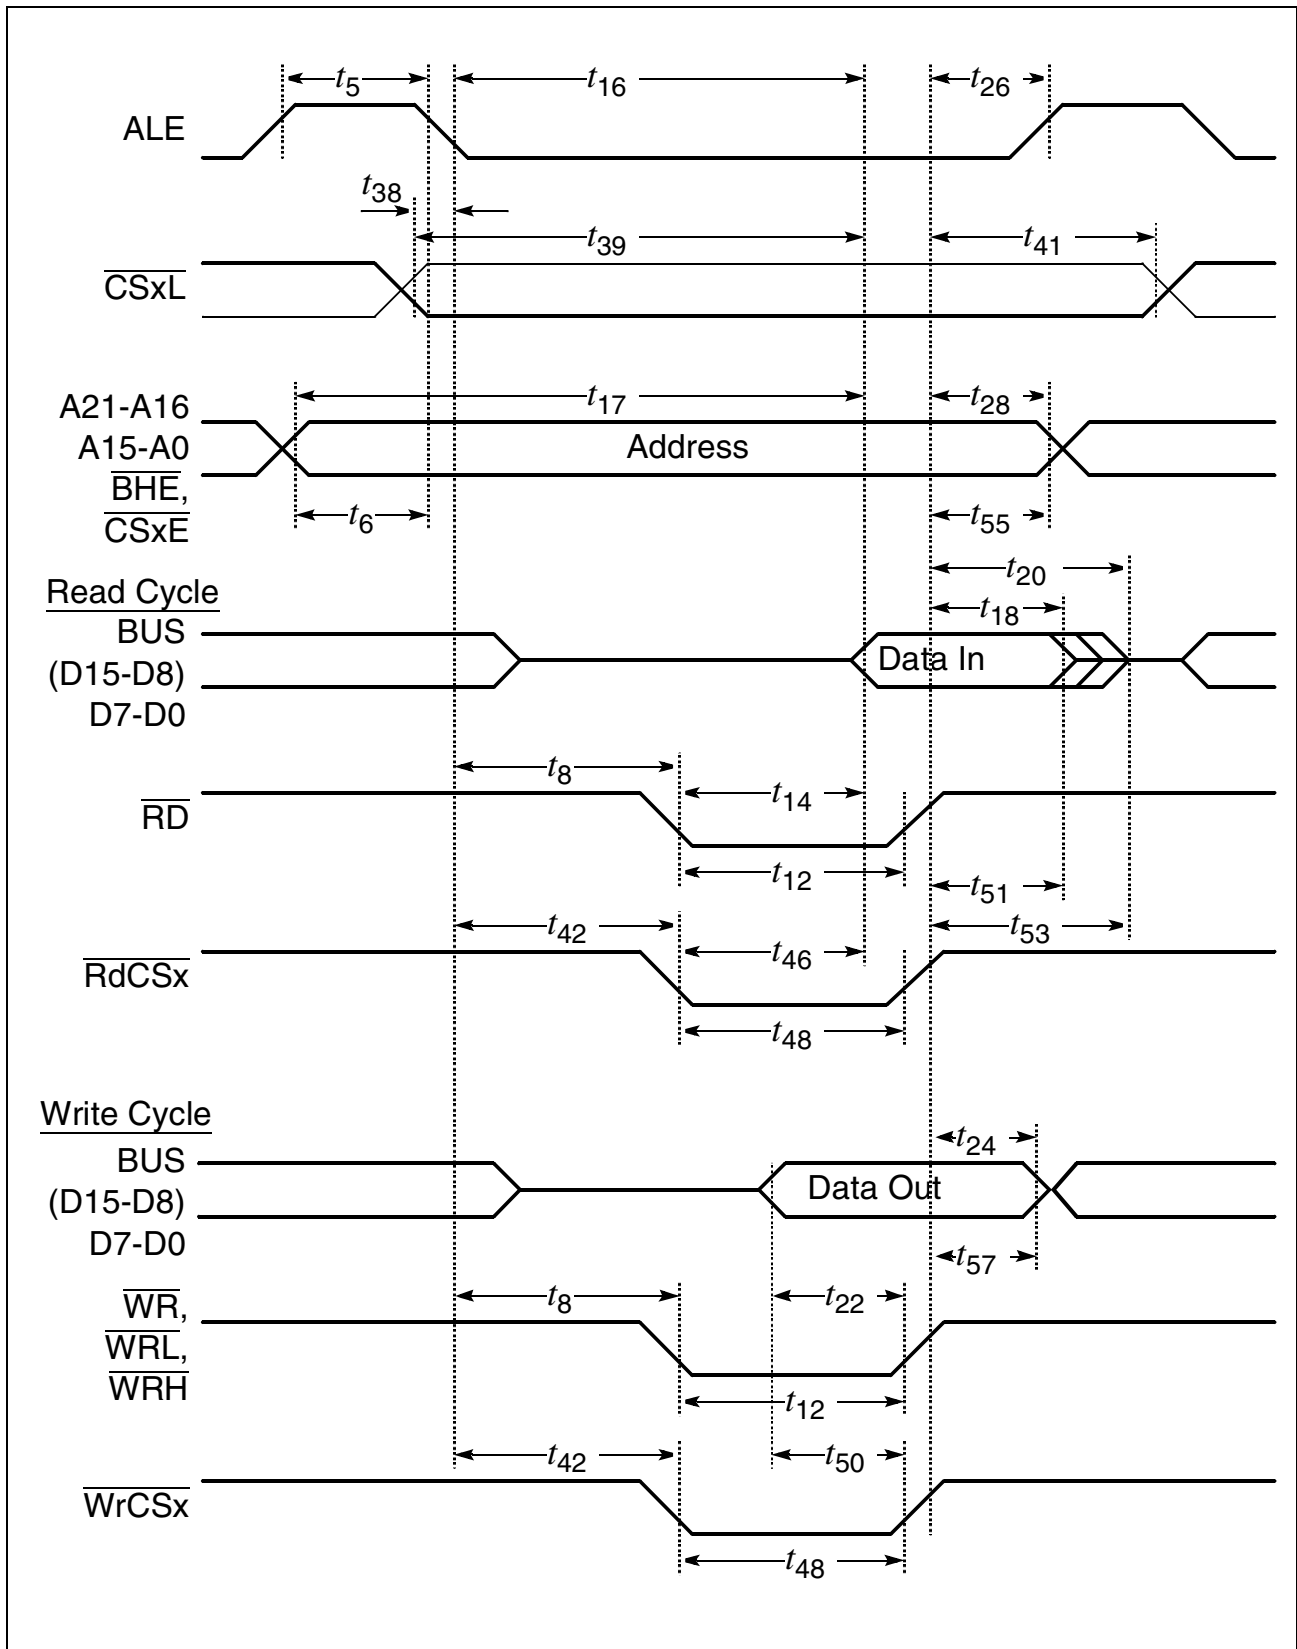 t5 t16 t26
ALE
t38
t39 t41
CSxL
t17 t28
A21-A16
A15-A0
Address
BHE,
t6 t55
CSxE
t20
Read Cycle
t18
BUS
(D15-D8)
Data In
D7-D0
t8
t14
RD
t12 t51
t42 t53
t46
RdCSx
t48
Write Cycle
t24
BUS
(D15-D8)
Data Out
D7-D0
t57
t8 t22
WR,
WRL,
WRH
t12
t42 t50
WrCSx
t48